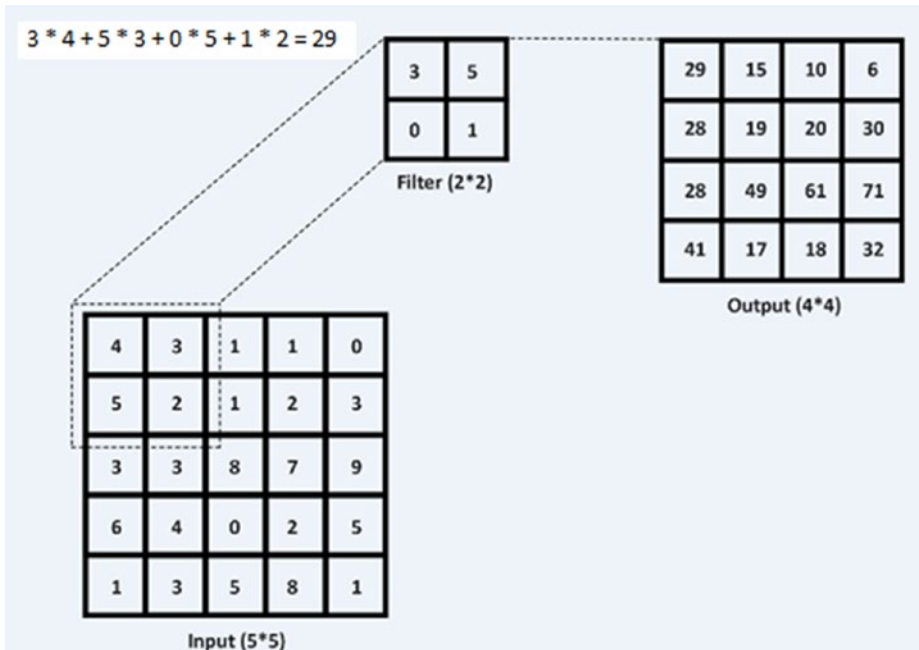 3 * 4 + 5 * 3 + 0 * 5 + 1 * 2 = 29
3 5
0 1
Filter (2*2)
29 15 10 6
28 19 20 30
28 49 61 71
41 17 18 32
Output (4*4)
4 3 1 1 0
5 2 1 2 3
3 3 8 7 9
6 4 0 2 5
1 3 5 8 1
Input (5*5)